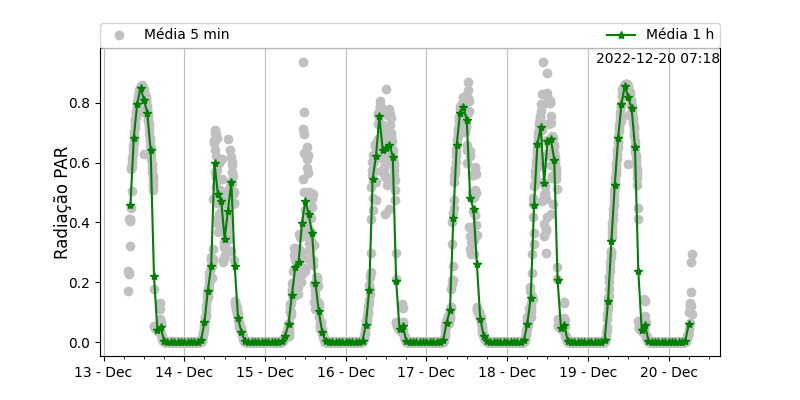 Média 5 min
Média 1 h
2022-12-20 07:18
Radiação PAR
0.8
0.6
0.4
0.2
0.0
13 - Dec
14 - Dec
15 - Dec
16 - Dec
17 - Dec
18 - Dec
19 - Dec
20 - Dec